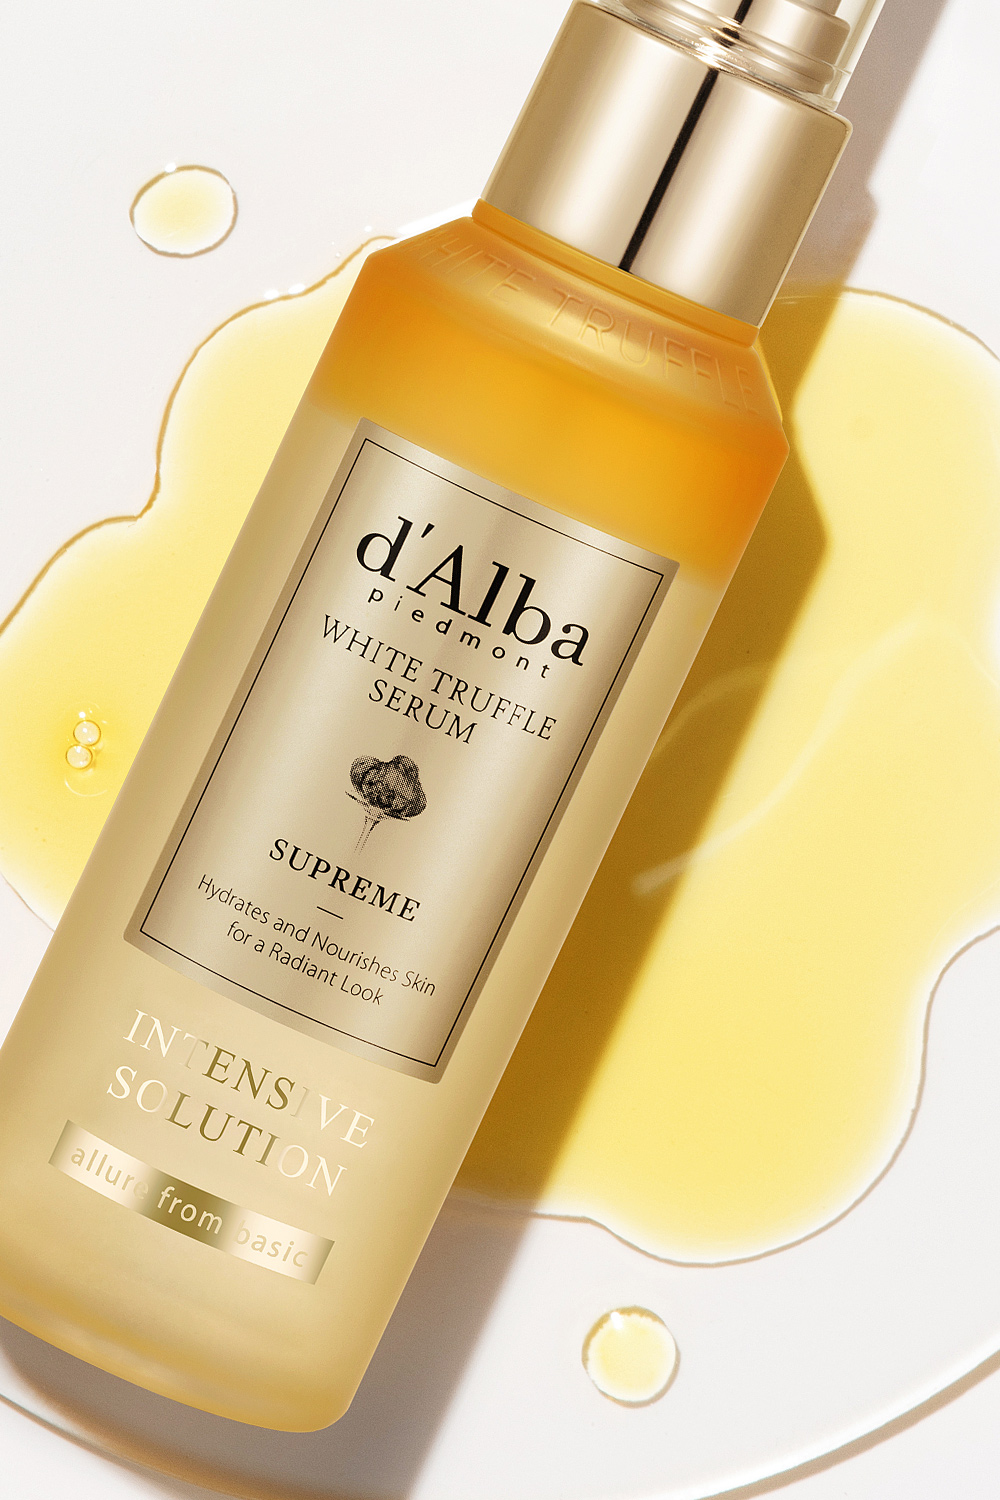 WHITE TRUFFLE
d'Alba
piedmont
WHITE TRUFFLE
SERUM
SUPREME
Hydrates and Nourishes Skin
for a Radiant Look
INTENSIVE
SOLUTION
allure from basic